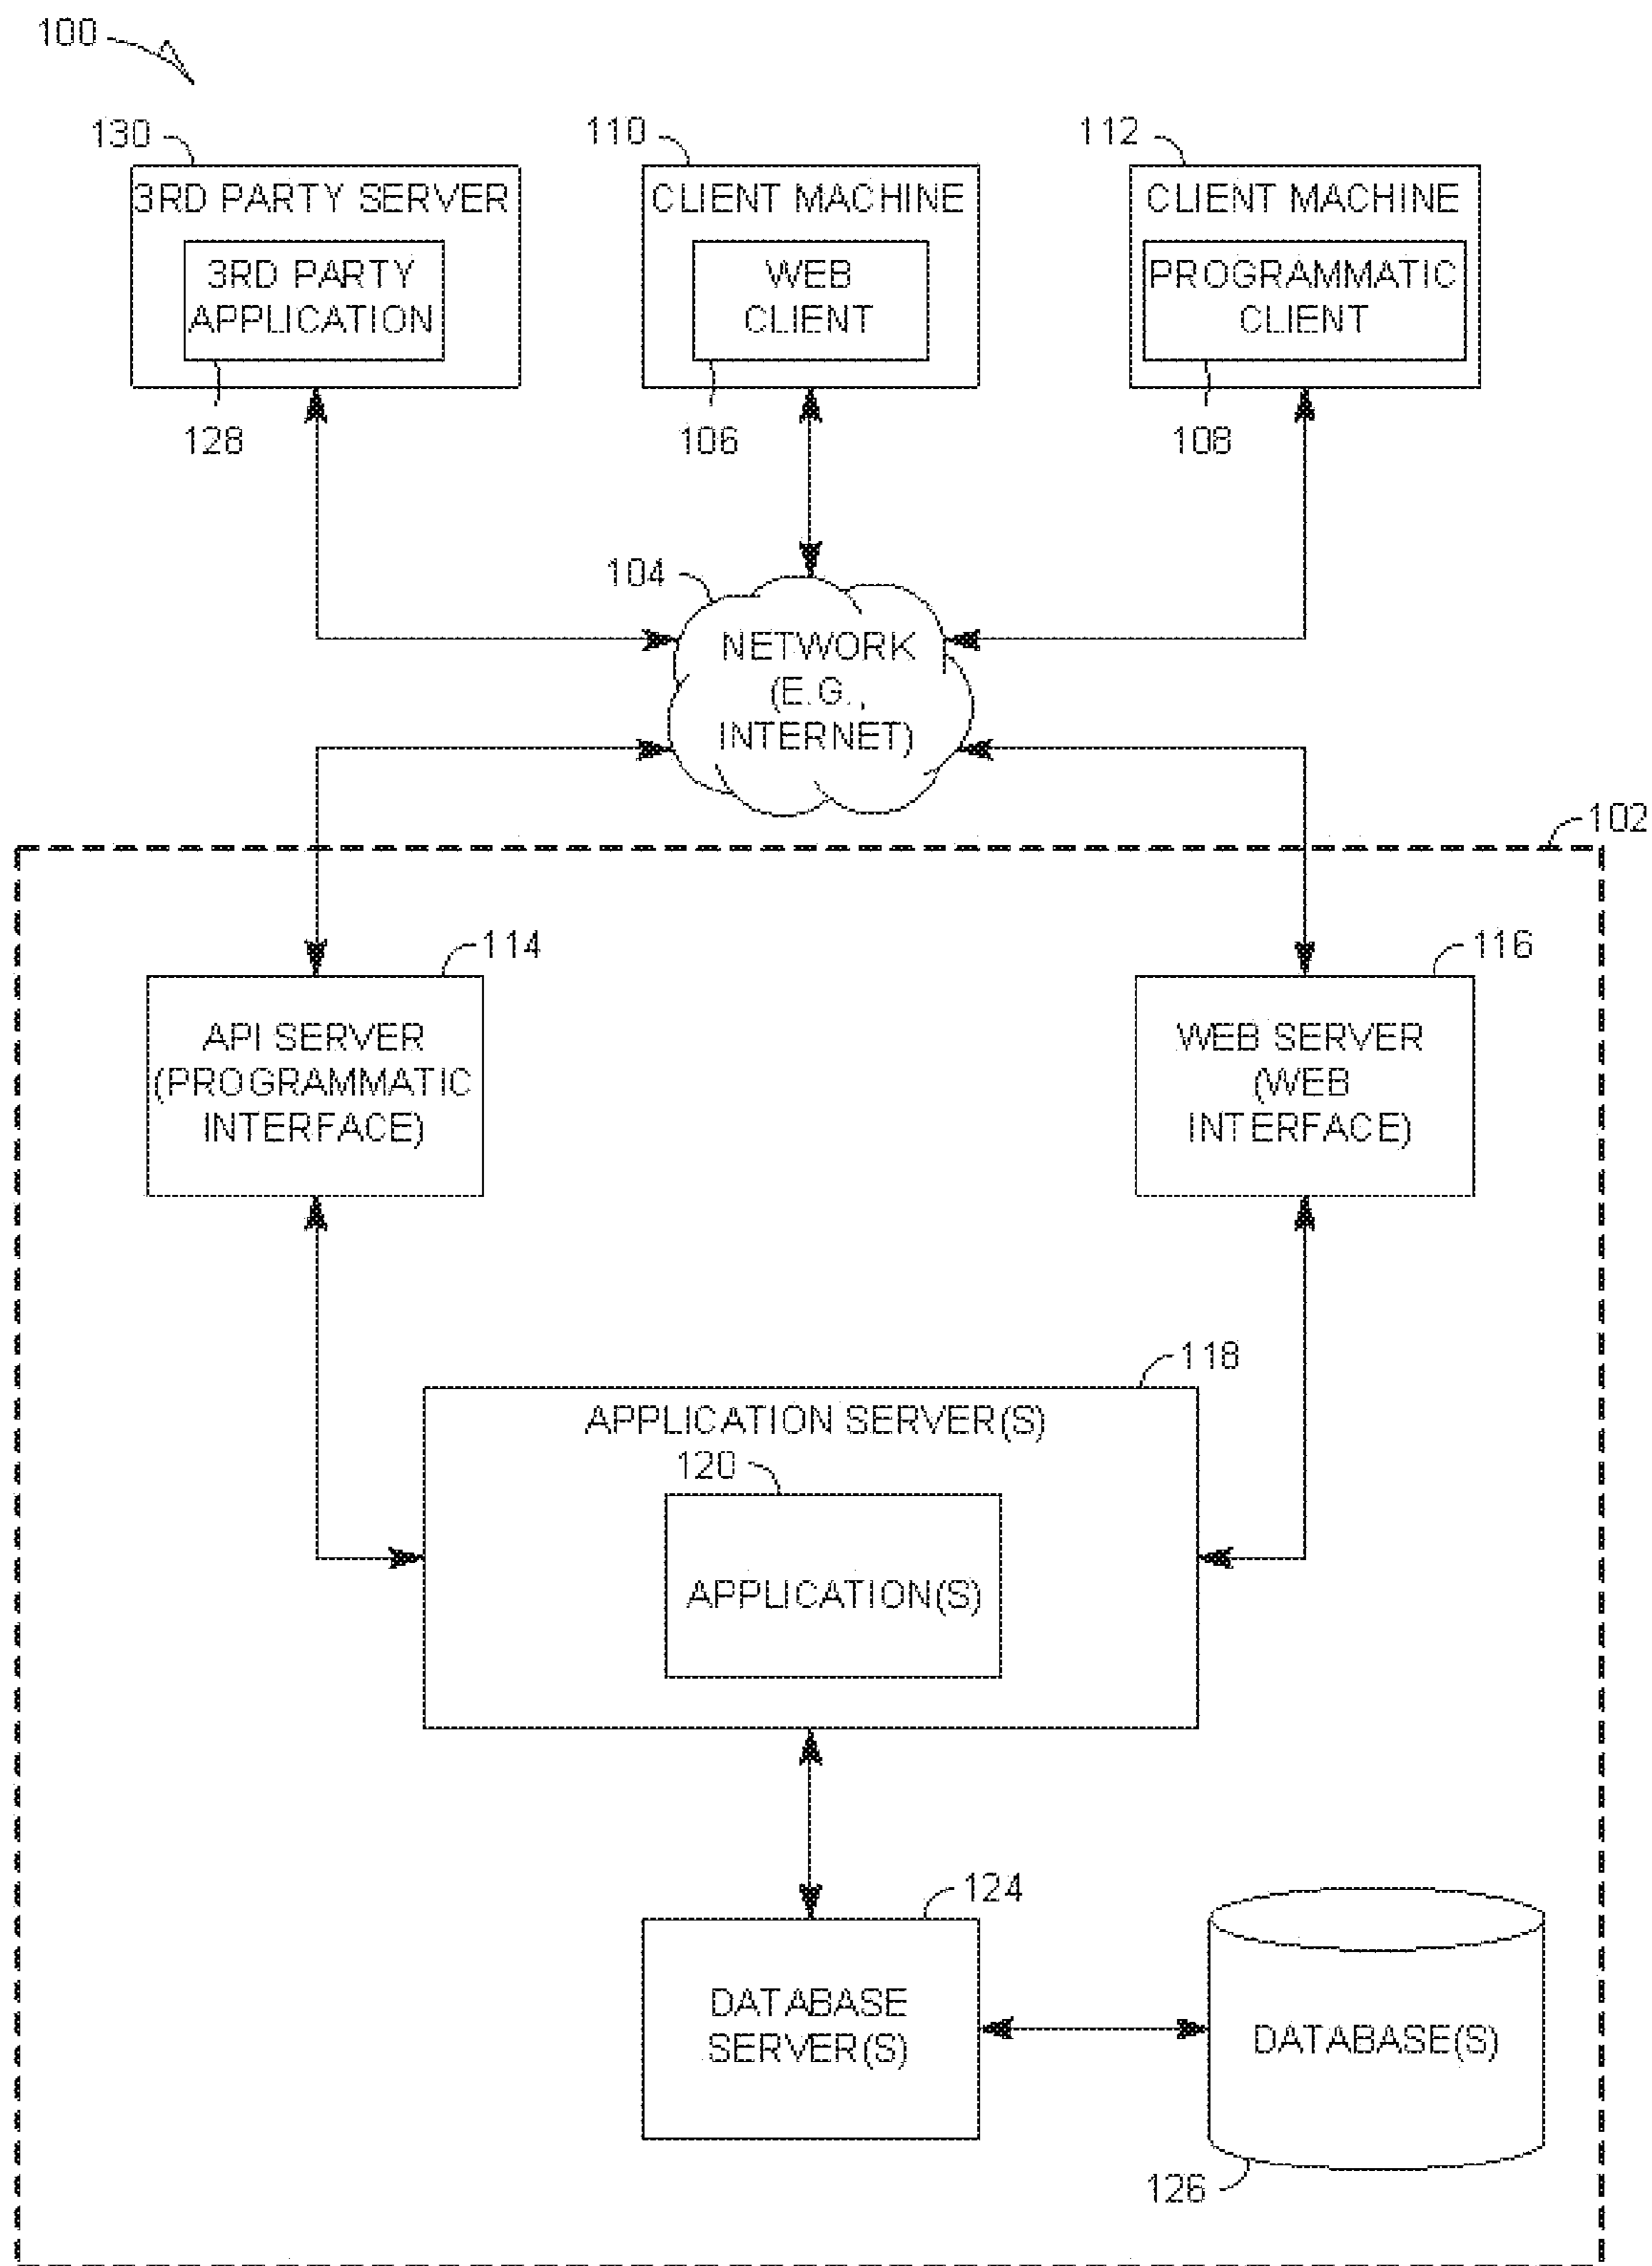 100
130
110
112
3RD PARTY SERVER
3RD PARTY
APPLICATION
128
CLIENT MACHINE
WEB
CLIENT
106
CLIENT MACHINE
PROGRAMMATIC
CLIENT
108
104
NETWORK
(E.G.,
INTERNET)
102
114
API SERVER
(PROGRAMMATIC
INTERFACE)
116
WEB SERVER
(WEB
INTERFACE)
118
APPLICATION SERVER(S)
120
APPLICATION(S)
124
DATABASE
SERVER(S)
DATABASE(S)
126